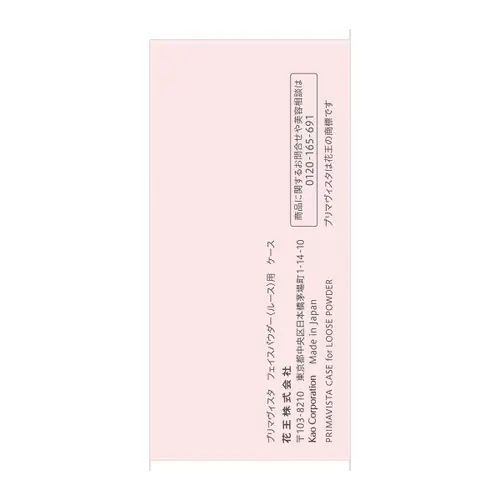 プリマヴィスタ フェイスパウダー(ルース)用 ケース
花王株式会社
〒103-8210 東京都中央区日本橋茅場町1-14-10
Kao Corporation Made in Japan
PRIMAVISTA CASE for LOOSE POWDER
商品に関するお問合せや美容相談は
0120-165-691
プリマヴィスタは花王の商標です